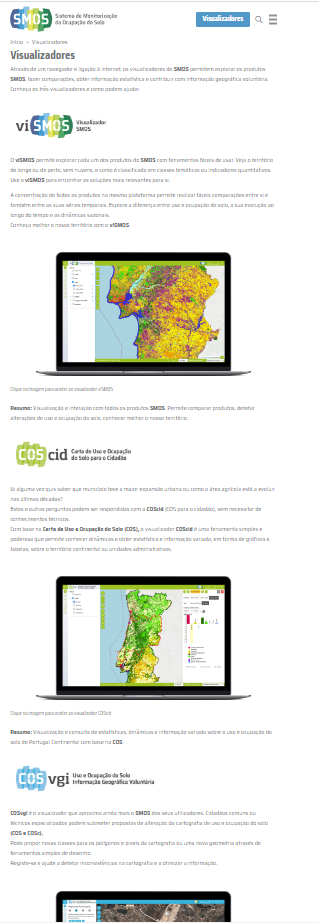 SMOS Sistema de Monitorização
da Ocupação do Solo
Visualizadores
Início > Visualizadores
Visualizadores
Através de um navegador e ligação à internet, os visualizadores do SMOS permitem explorar os produtos
SMOS, fazer comparações, obter informação estatística e contribuir com informação geográfica voluntária.
Conheça os três visualizadores e como podem ajudar.
viSMOS Visualizador
SMOS
O viSMOS permite explorar cada um dos produtos do SMOS com ferramentas fáceis de usar. Veja o território
de longe ou de perto, sem nuvens, e como é classificado em classes temáticas ou indicadores quantitativos.
Use o viSMOS para encontrar as soluções mais relevantes para si.
A concentração de todos os produtos na mesma plataforma permite realizar fáceis comparações entre si e
também entre as suas séries temporais. Explore a diferença entre uso e ocupação do solo, a sua evolução ao
longo do tempo e as dinâmicas sazonais.
Conheça melhor o nosso território com o viSMOS.
Clique na imagem para aceder ao visualizador viSMOS
Resumo: Visualização e interação com todos os produtos SMOS. Permite comparar produtos, detetar
alterações de uso e ocupação do solo, conhecer melhor o nosso território.
COScid Carta de Uso e Ocupação
do Solo para o Cidadão
Já alguma vez quis saber que município teve a maior expansão urbana ou como a área agrícola está a evoluir
nas últimas décadas?
Estas e outras perguntas podem ser respondidas com a COScid (COS para o cidadão), sem necessitar de
conhecimentos técnicos.
Com base na Carta de Uso e Ocupação do Solo (COS), o visualizador COScid é uma ferramenta simples e
poderosa que permite conhecer dinâmicas e obter estatística e informação variada, em forma de gráficos e
tabelas, sobre o território continental ou unidades administrativas.
Clique na imagem para aceder ao visualizador COScid
Resumo: Visualização e consulta de estatísticas, dinâmicas e informação variada sobre o uso e ocupação do
solo de Portugal Continental com base na COS.
COSvgi Uso e Ocupação do Solo
Informação Geográfica Voluntária
COSvgi é o visualizador que aproxima ainda mais o SMOS dos seus utilizadores. Cidadãos comuns ou
técnicos especializados podem submeter propostas de alteração da cartografia de uso e ocupação do solo
(COS e COSc).
Pode propor novas classes para os polígonos e pixels da cartografia ou uma nova geometria através de
ferramentas simples de desenho.
Registe-se e ajude a detetar inconsistências na cartografia e a otimizar a informação.